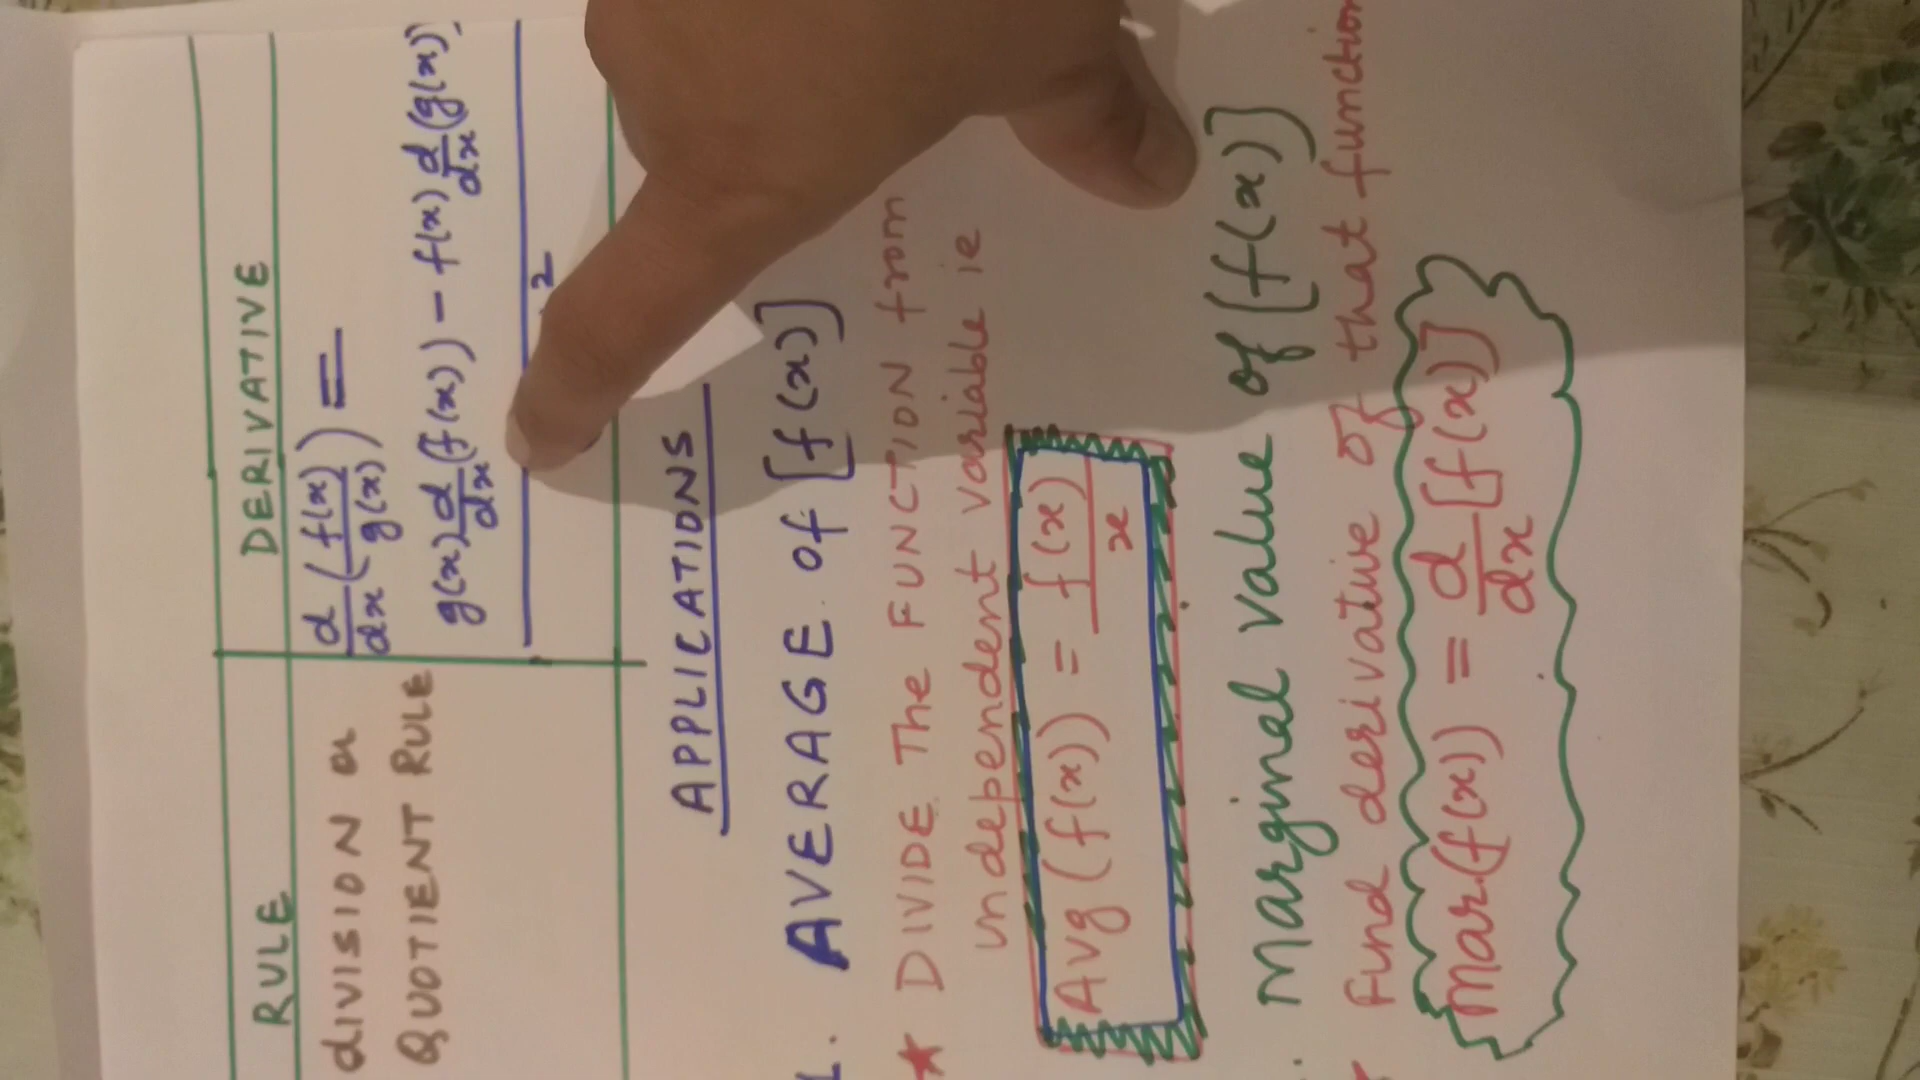 RULE DERIVATIVE
division or d/dx (f(x)/g(x)) =
QUOTIENT RULE g(x) d/dx (f(x)) - f(x) d/dx (g(x))
2
APPLICATIONS
1. AVERAGE of [f(x)]
★ DIVIDE The FUNCTION from
independent variable ie
Avg (f(x)) = f(x)/x
Marginal value of [f(x)]
Find derivative of that function
Mar(f(x)) = d/dx [f(x)]